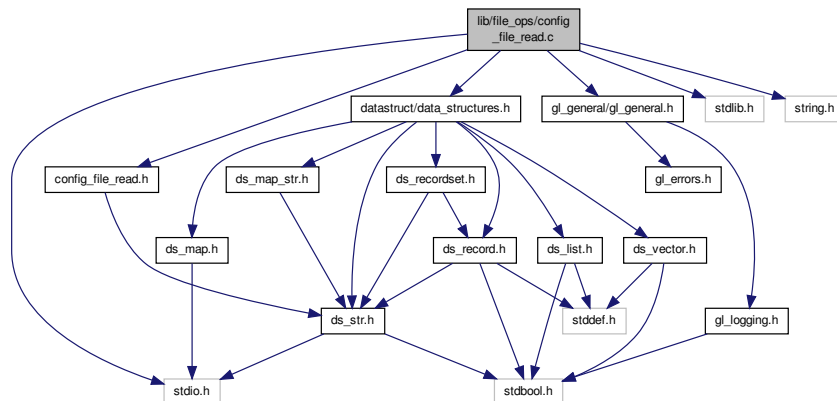 lib/file_ops/config
_file_read.c
datastruct/data_structures.h
gl_general/gl_general.h
stdlib.h
string.h
config_file_read.h
ds_map_str.h
ds_recordset.h
gl_errors.h
ds_map.h
ds_record.h
ds_list.h
ds_vector.h
ds_str.h
stddef.h
gl_logging.h
stdio.h
stdbool.h